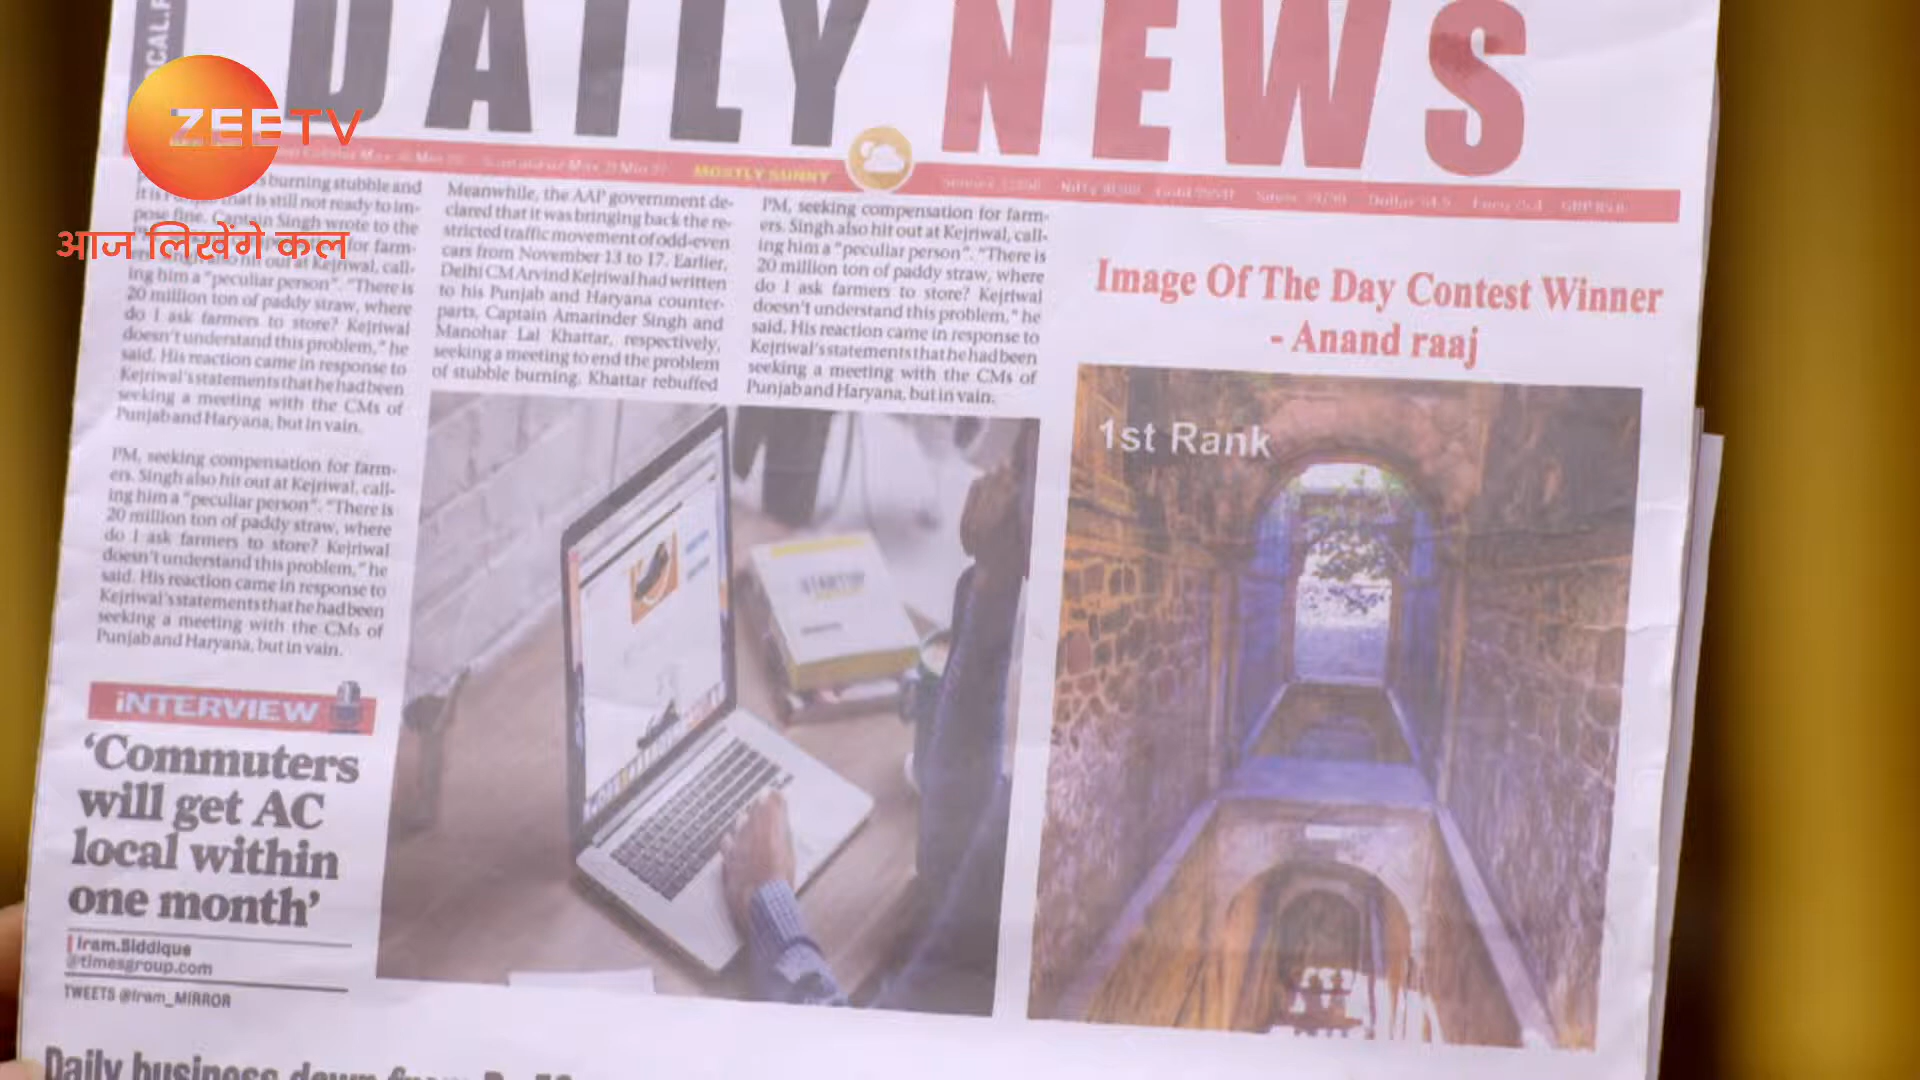 DAILY NEWS
ZEE TV
आज लिखेंगे कल
MOSTLY SUNNY
burning stubble and
that is still not ready to im-
pose fine. Captain Singh wrote to the
for farm-
Kejriwal, call-
ing him a "peculiar person". "There is
20 million ton of paddy straw, where
do I ask farmers to store? Kejriwal
doesn't understand this problem," he
said. His reaction came in response to
Kejriwal's statements that he had been
seeking a meeting with the CMs of
Punjab and Haryana, but in vain.
PM, seeking compensation for farm-
ers. Singh also hit out at Kejriwal, call-
ing him a "peculiar person". "There is
20 million ton of paddy straw, where
do I ask farmers to store? Kejriwal
doesn't understand this problem," he
said. His reaction came in response to
Kejriwal's statements that he had been
seeking a meeting with the CMs of
Punjab and Haryana, but in vain.
iNTERVIEW
'Commuters
will get AC
local within
one month'
Iram.Siddique
@timesgroup.com
TWEETS @Iram_MIRROR
Meanwhile, the AAP government de-
clared that it was bringing back the re-
stricted traffic movement of odd-even
cars from November 13 to 17. Earlier,
Delhi CM Arvind Kejriwal had written
to his Punjab and Haryana counter-
parts, Captain Amarinder Singh and
Manohar Lal Khattar, respectively,
seeking a meeting to end the problem
of stubble burning. Khattar rebuffed
PM, seeking compensation for farm-
ers. Singh also hit out at Kejriwal, call-
ing him a "peculiar person". "There is
20 million ton of paddy straw, where
do I ask farmers to store? Kejriwal
doesn't understand this problem," he
said. His reaction came in response to
Kejriwal's statements that he had been
seeking a meeting with the CMs of
Punjab and Haryana, but in vain.
STARTUP
Image Of The Day Contest Winner
- Anand raaj
1st Rank
Daily business down from